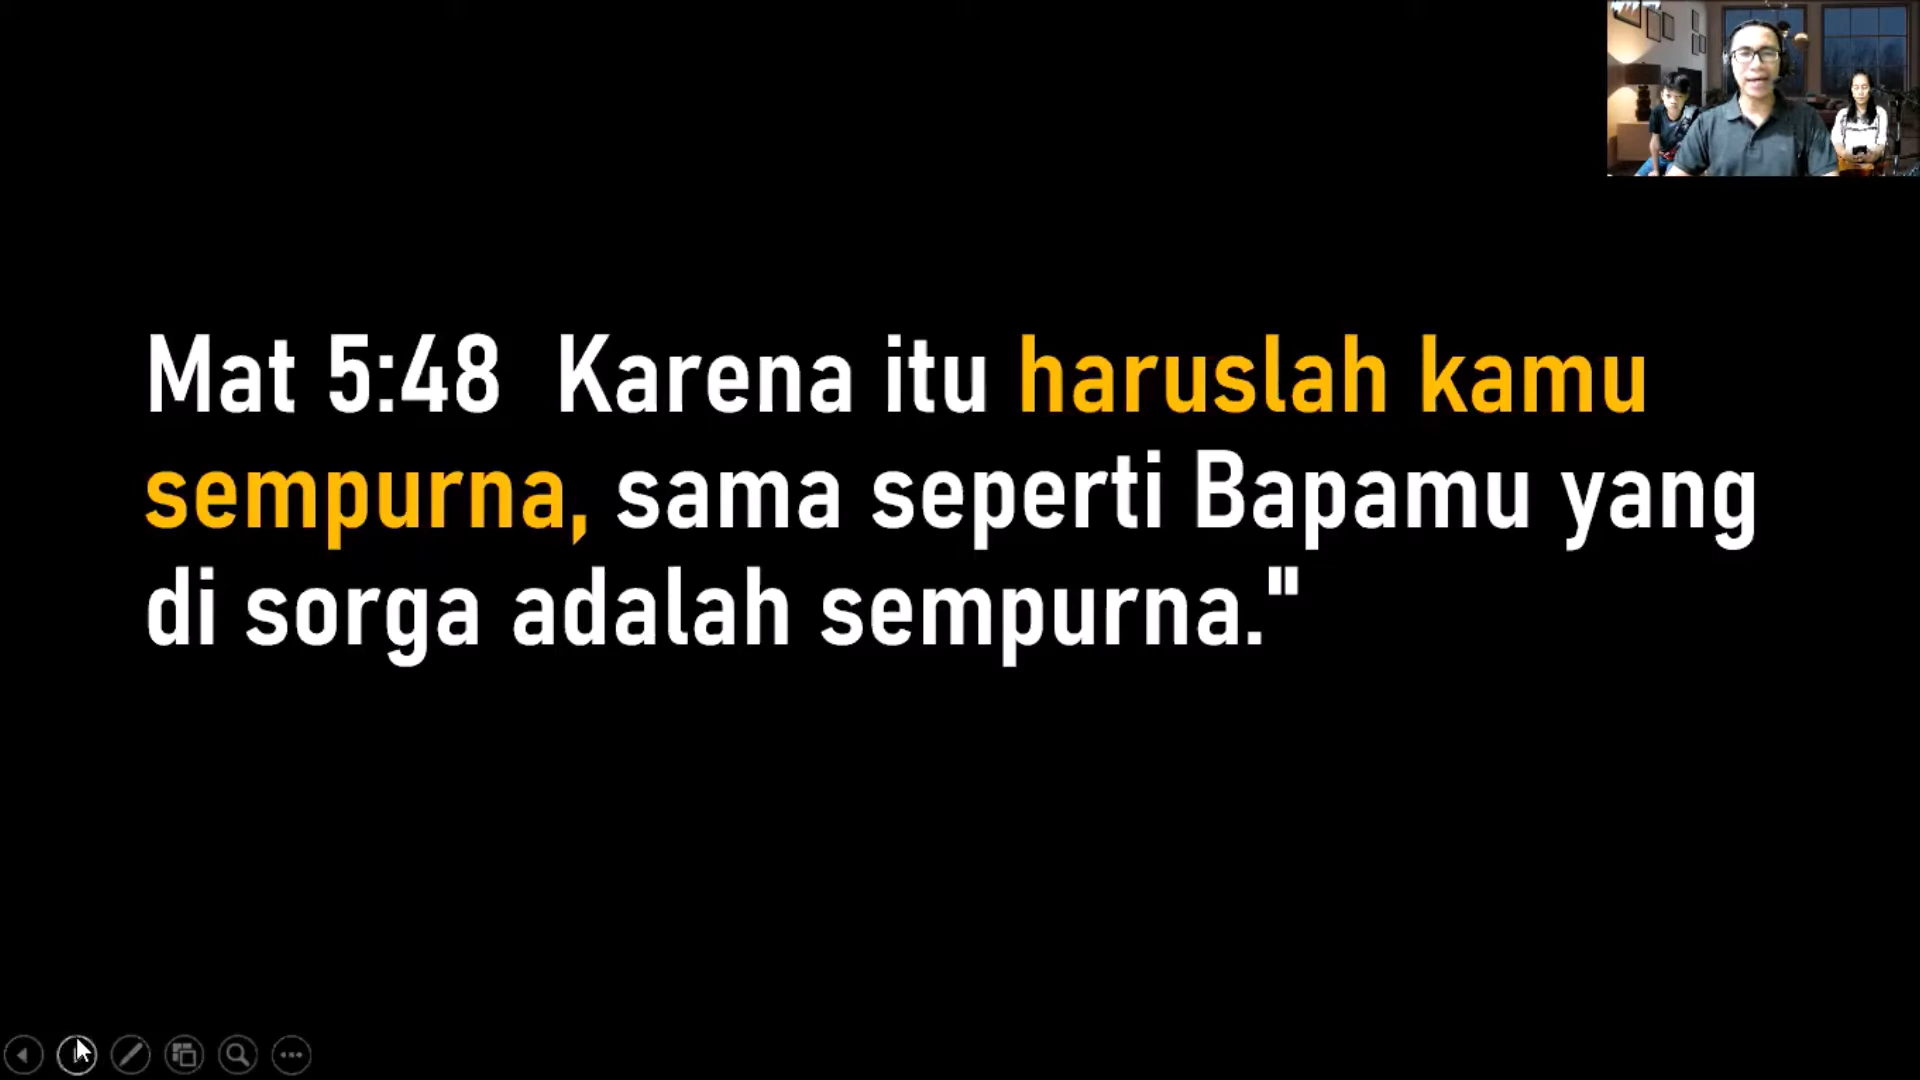 Mat 5:48  Karena itu haruslah kamu
sempurna, sama seperti Bapamu yang
di sorga adalah sempurna."